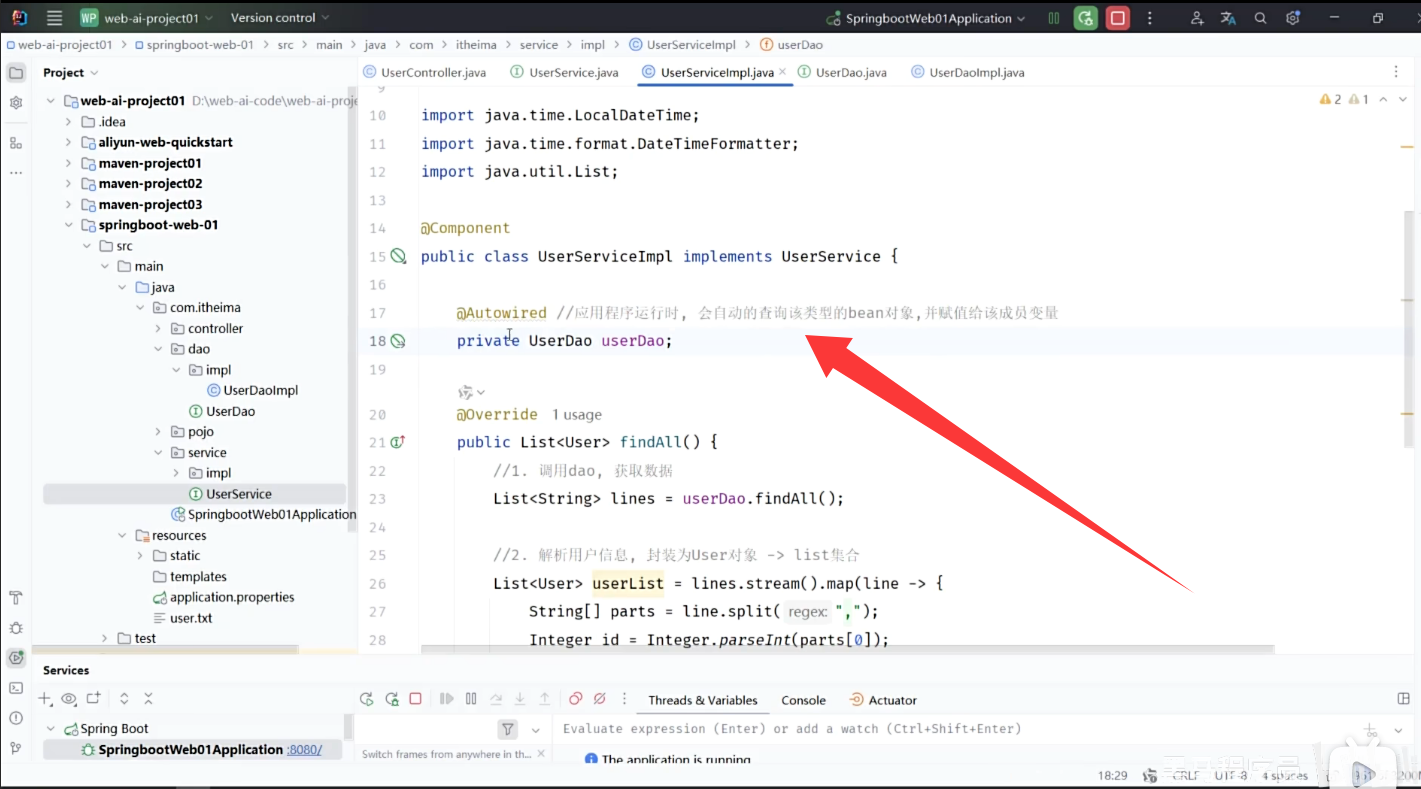 WP web-ai-project01 Version control SpringbootWeb01Application
web-ai-project01 springboot-web-01 src main java com itheima service impl UserServiceImpl userDao
Project
web-ai-project01 D:\web-ai-code\web-ai-proje
.idea
aliyun-web-quickstart
maven-project01
maven-project02
maven-project03
springboot-web-01
src
main
java
com.itheima
controller
dao
impl
UserDaoImpl
UserDao
pojo
service
impl
UserService
SpringbootWeb01Application
resources
static
templates
application.properties
user.txt
test
UserController.java UserService.java UserServiceImpl.java UserDao.java UserDaoImpl.java
2 1
9
10 import java.time.LocalDateTime;
11 import java.time.format.DateTimeFormatter;
12 import java.util.List;
13
14 @Component
15 public class UserServiceImpl implements UserService {
16
17 @Autowired //应用程序运行时, 会自动的查询该类型的bean对象,并赋值给该成员变量
18 private UserDao userDao;
19
20 @Override 1 usage
21 public List<User> findAll() {
22 //1. 调用dao, 获取数据
23 List<String> lines = userDao.findAll();
24
25 //2. 解析用户信息, 封装为User对象 -> list集合
26 List<User> userList = lines.stream().map(line -> {
27 String[] parts = line.split( regex: ",");
28 Integer id = Integer.parseInt(parts[0]);
Services
Threads & Variables Console Actuator
Spring Boot
SpringbootWeb01Application :8080/
Evaluate expression (Enter) or add a watch (Ctrl+Shift+Enter)
Switch frames from anywhere in th...
The application is running
18:29 CRLF UTF-8 4 spaces